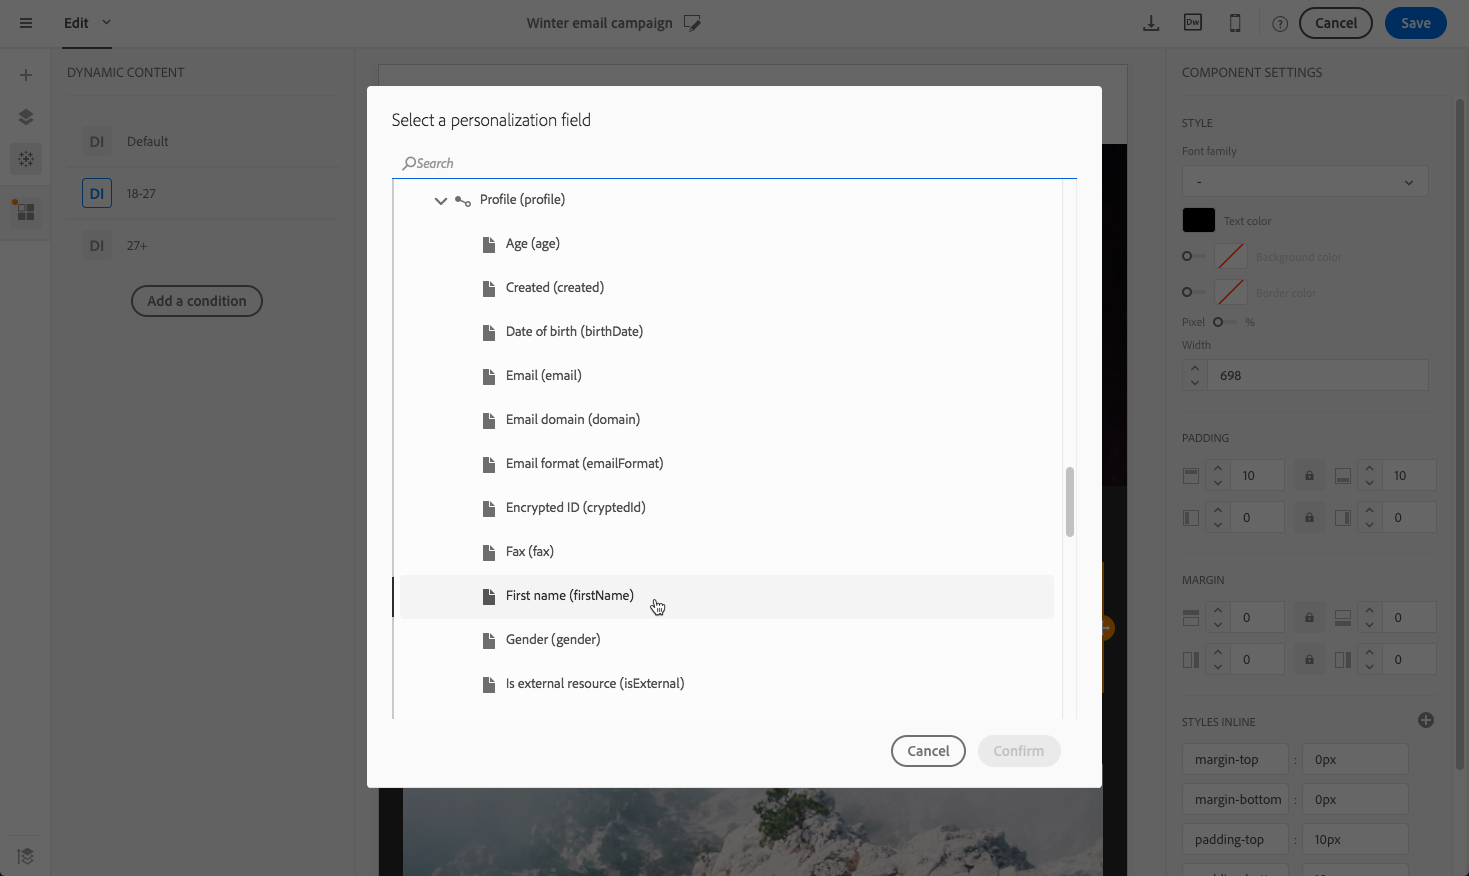 Edit
Winter email campaign
Dw
?
Cancel
Save
DYNAMIC CONTENT
DI Default
DI 18-27
DI 27+
Add a condition
Select a personalization field
Search
Profile (profile)
Age (age)
Created (created)
Date of birth (birthDate)
Email (email)
Email domain (domain)
Email format (emailFormat)
Encrypted ID (cryptedId)
Fax (fax)
First name (firstName)
Gender (gender)
Is external resource (isExternal)
Cancel
Confirm
COMPONENT SETTINGS
STYLE
Font family
-
Text color
Background color
Border color
Pixel %
Width
698
PADDING
10 10
0 0
MARGIN
0 0
0 0
STYLES INLINE
margin-top : 0px
margin-bottom : 0px
padding-top : 10px